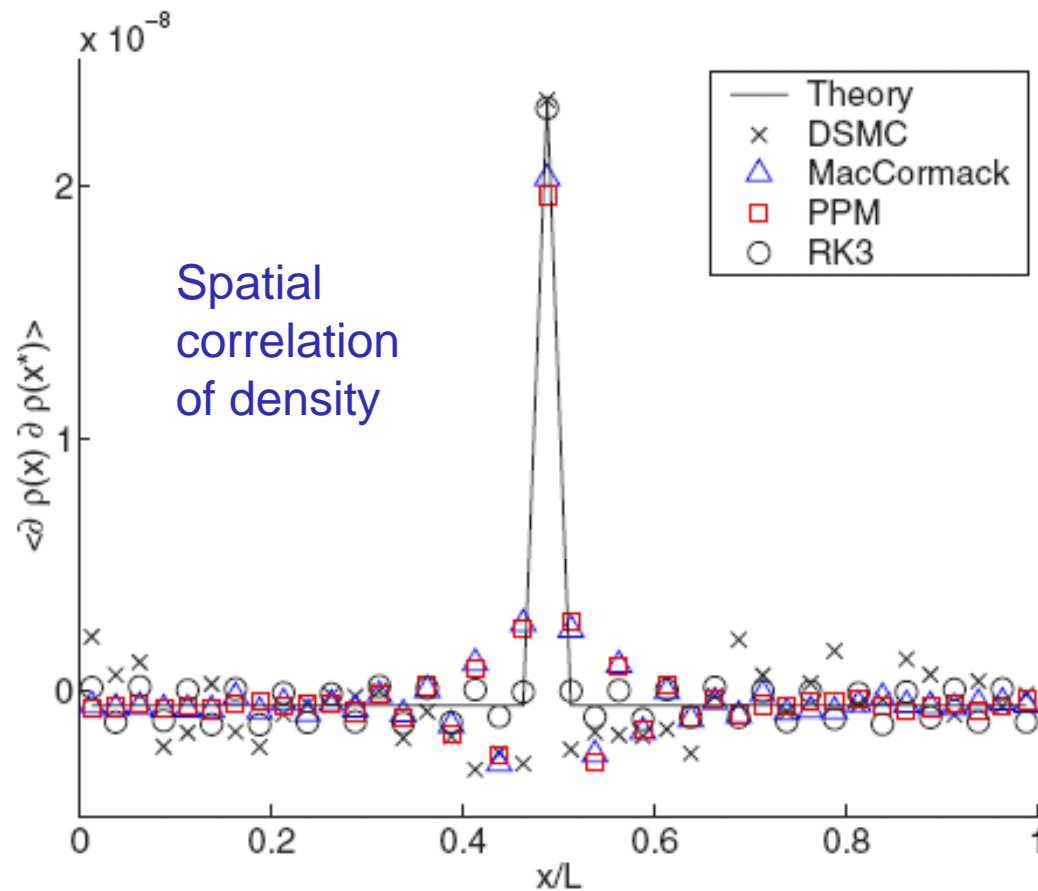 x 10⁻⁸
Theory
DSMC
MacCormack
PPM
RK3
Spatial
correlation
of density
<∂ ρ(x) ∂ ρ(x*)>
2
1
0
0
0.2
0.4
0.6
0.8
1
x/L